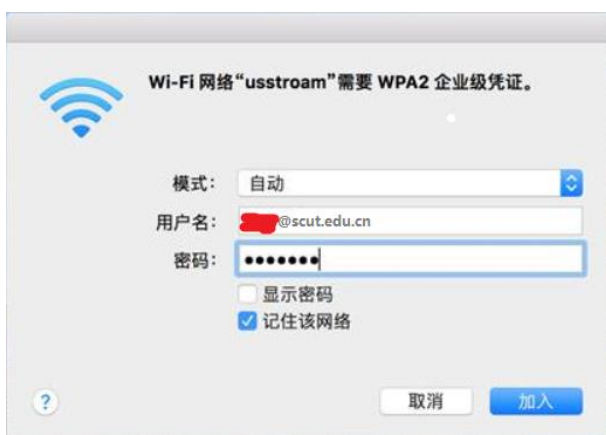 Wi-Fi 网络“usstroam”需要 WPA2 企业级凭证。
模式： 自动
用户名： @scut.edu.cn
密码： •••••••
显示密码
记住该网络
? 取消 加入